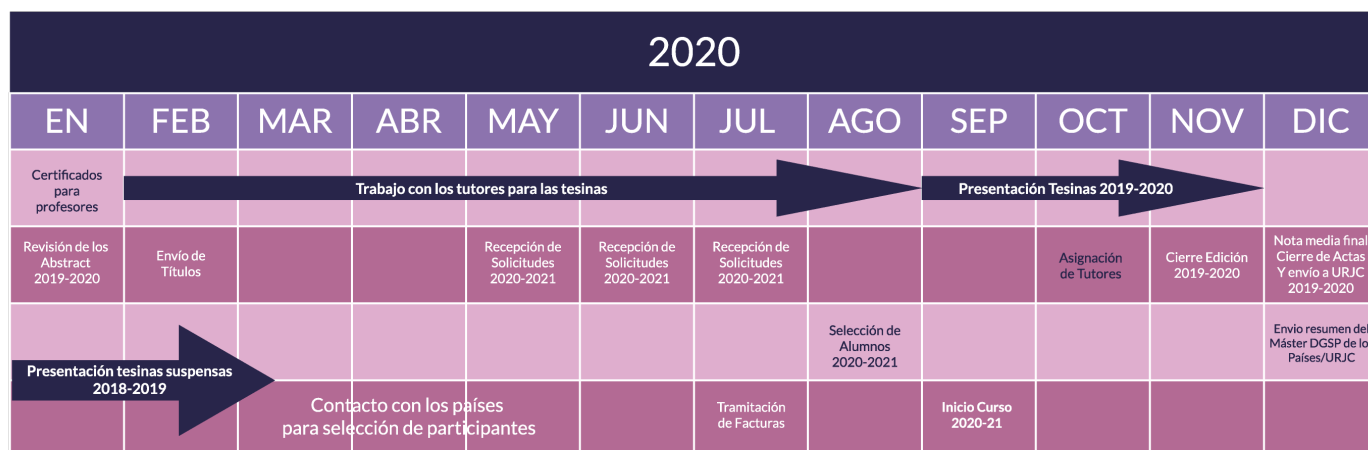 2020
EN FEB MAR ABR MAY JUN JUL AGO SEP OCT NOV DIC
Certificados
para
profesores
Trabajo con los tutores para las tesinas
Presentación Tesinas 2019-2020
Revisión de los
Abstract
2019-2020
Envío de
Títulos
Recepción de
Solicitudes
2020-2021
Recepción de
Solicitudes
2020-2021
Recepción de
Solicitudes
2020-2021
Asignación
de Tutores
Cierre Edición
2019-2020
Nota media final
Cierre de Actas
Y envío a URJC
2019-2020
Presentación tesinas suspensas
2018-2019
Selección de
Alumnos
2020-2021
Envio resumen del
Máster DGSP de
Países/URJC
Contacto con los países
para selección de participantes
Tramitación
de Facturas
Inicio Curso
2020-21